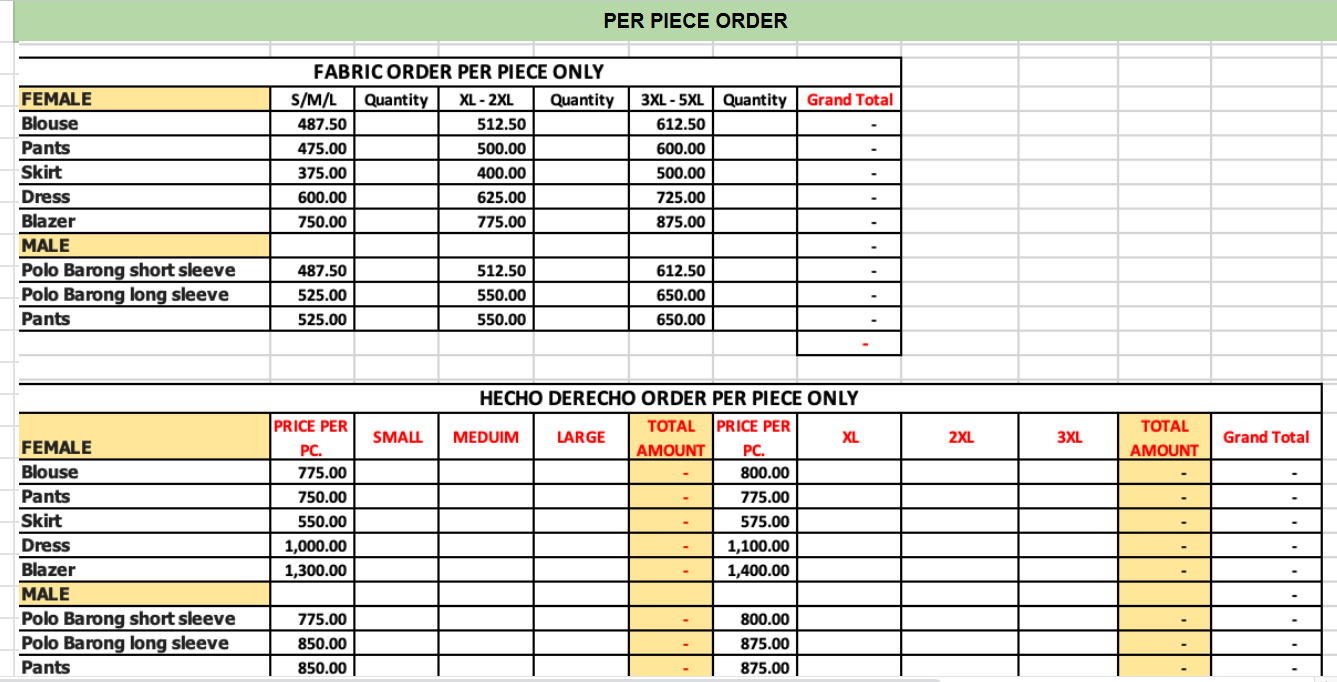 PER PIECE ORDER
FABRIC ORDER PER PIECE ONLY
FEMALE S/M/L Quantity XL - 2XL Quantity 3XL - 5XL Quantity Grand Total
Blouse 487.50 512.50 612.50 -
Pants 475.00 500.00 600.00 -
Skirt 375.00 400.00 500.00 -
Dress 600.00 625.00 725.00 -
Blazer 750.00 775.00 875.00 -
MALE -
Polo Barong short sleeve 487.50 512.50 612.50 -
Polo Barong long sleeve 525.00 550.00 650.00 -
Pants 525.00 550.00 650.00 -
-
HECHO DERECHO ORDER PER PIECE ONLY
FEMALE PRICE PER PC. SMALL MEDUIM LARGE TOTAL AMOUNT PRICE PER PC. XL 2XL 3XL TOTAL AMOUNT Grand Total
Blouse 775.00 - 800.00 - -
Pants 750.00 - 775.00 - -
Skirt 550.00 - 575.00 - -
Dress 1,000.00 - 1,100.00 - -
Blazer 1,300.00 - 1,400.00 - -
MALE -
Polo Barong short sleeve 775.00 - 800.00 - -
Polo Barong long sleeve 850.00 - 875.00 - -
Pants 850.00 - 875.00 - -